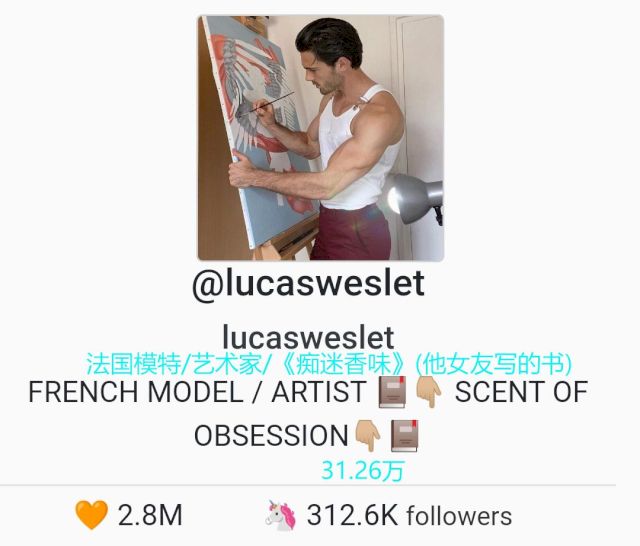 @lucasweslet
lucasweslet
法国模特/艺术家/《痴迷香味》(他女友写的书)
FRENCH MODEL / ARTIST 📕👇🏼 SCENT OF
OBSESSION👇🏼📕
31.26万
🧡 2.8M 🦄 312.6K followers